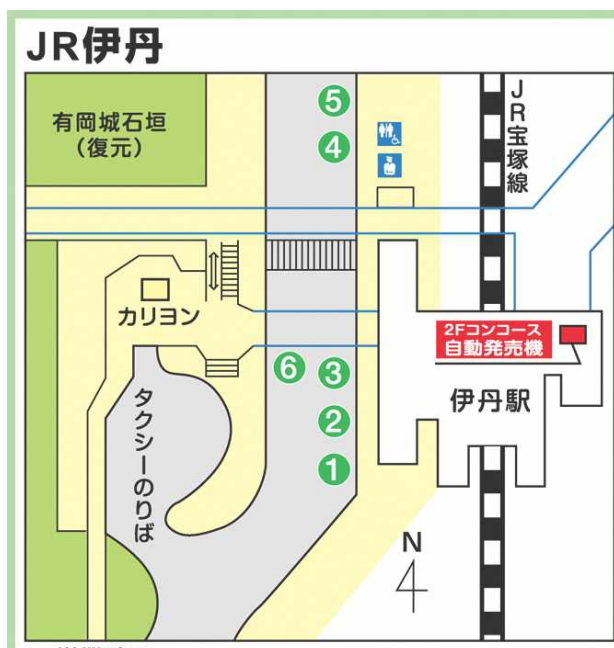 JR伊丹
有岡城石垣
(復元)
⑤
④
JR宝塚線
カリヨン
2Fコンコース
自動発売機
⑥
③
伊丹駅
②
①
タクシーのりば
N